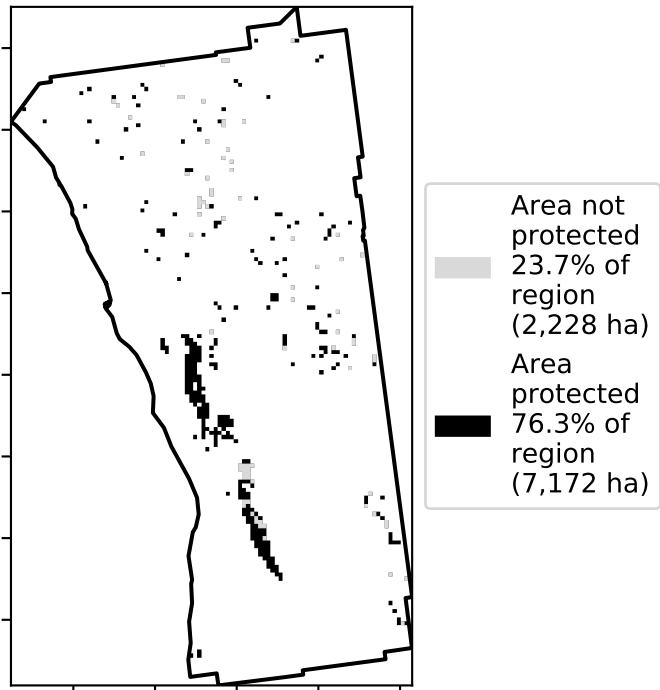 Area not
protected
23.7% of
region
(2,228 ha)
Area
protected
76.3% of
region
(7,172 ha)